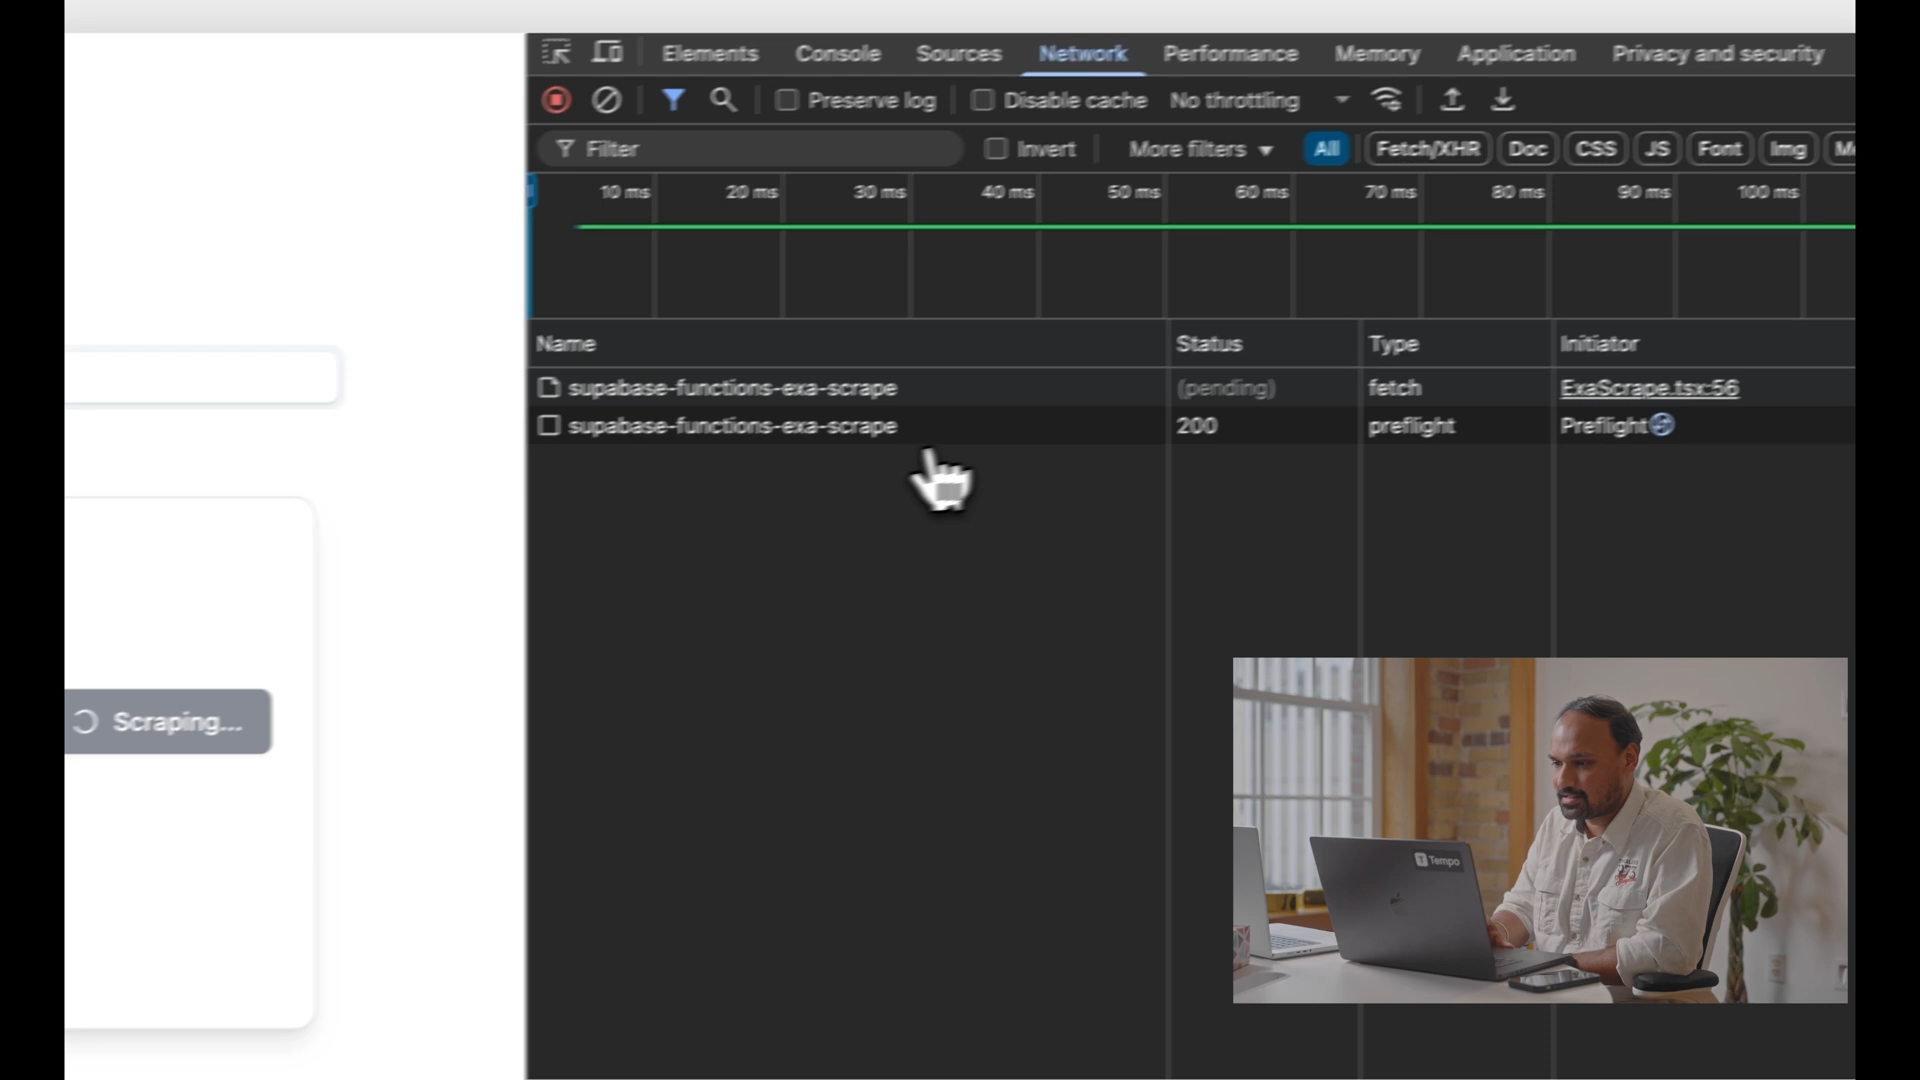 Elements Console Sources Network Performance Memory Application Privacy and security
Preserve log Disable cache No throttling
Filter Invert More filters All Fetch/XHR Doc CSS JS Font Img
10 ms 20 ms 30 ms 40 ms 50 ms 60 ms 70 ms 80 ms 90 ms 100 ms
Name Status Type Initiator
supabase-functions-exa-scrape (pending) fetch ExaScrape.tsx:56
supabase-functions-exa-scrape 200 preflight Preflight
Scraping...
Tempo